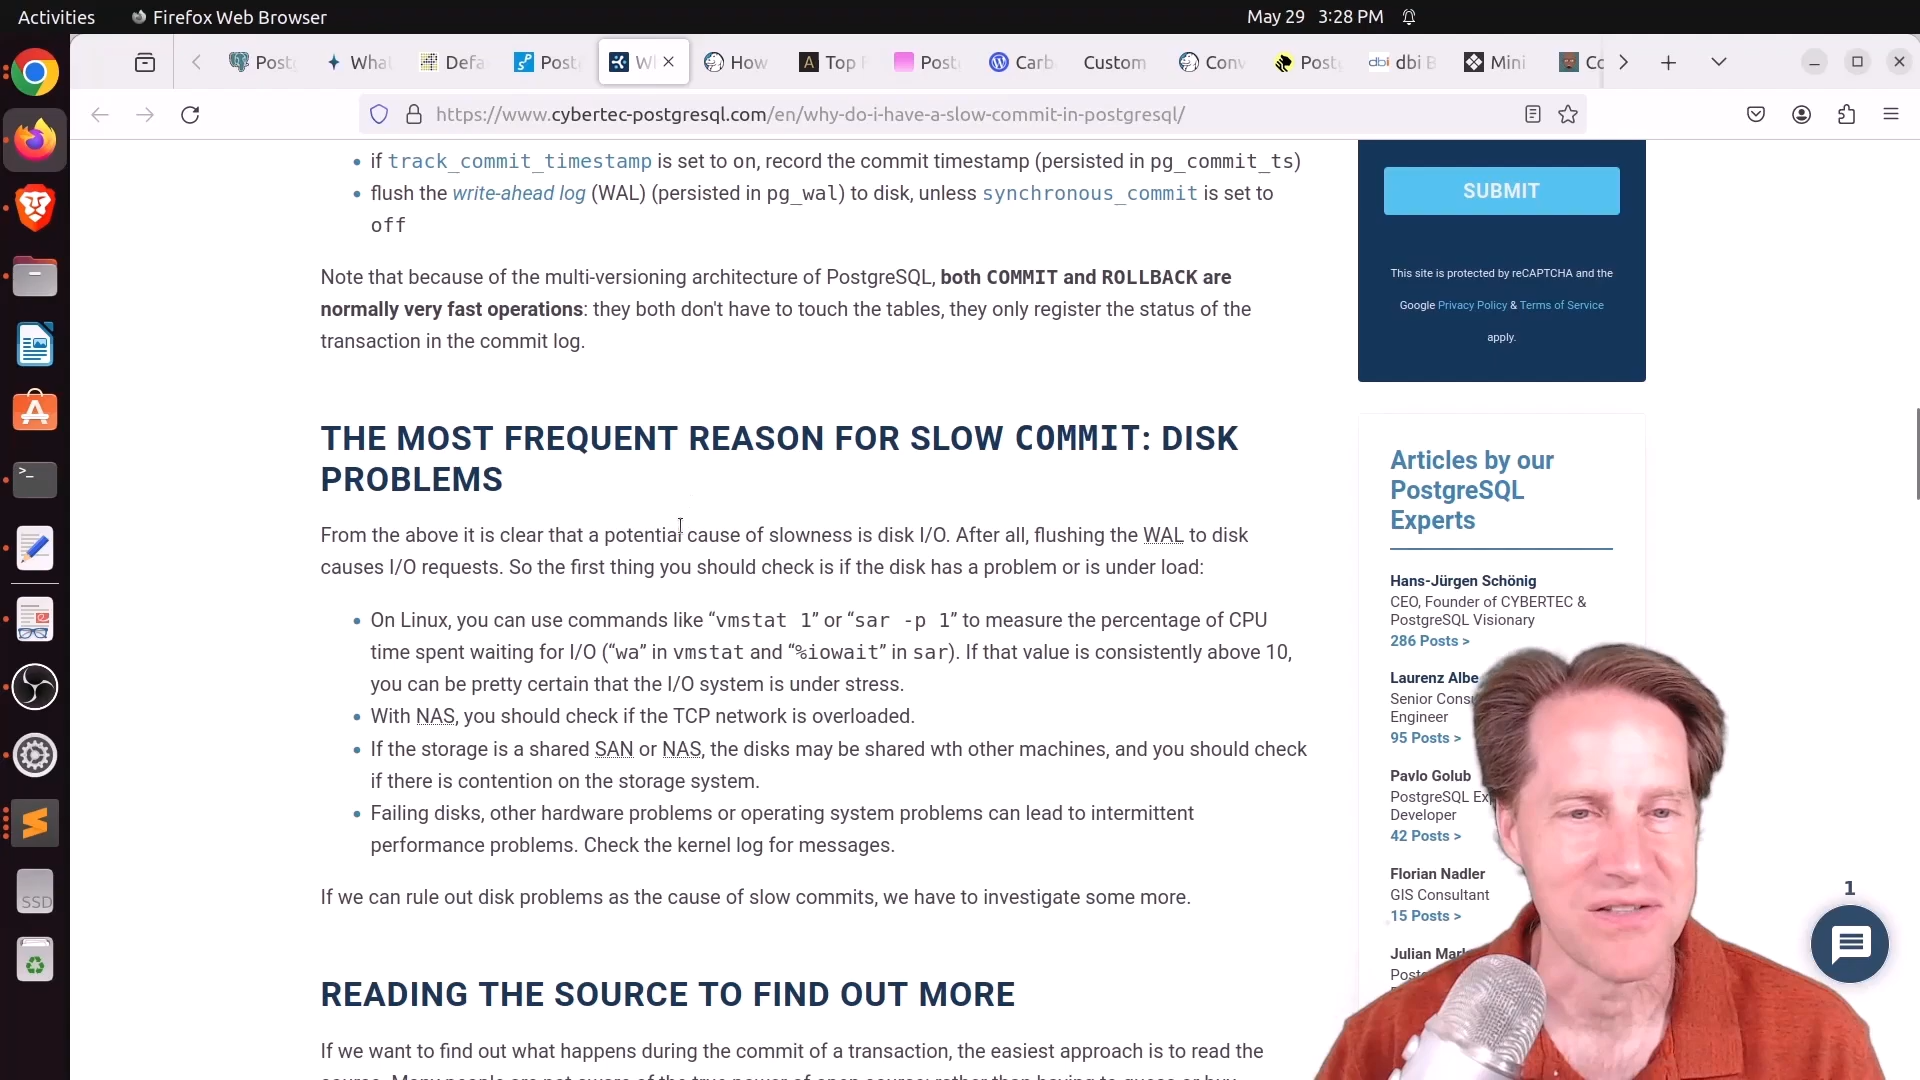 Activities
Firefox Web Browser
May 29 3:28 PM
Post
Wha
Defa
Post
Wh
How
Top
Post
Carb
Custom
Conv
Post
dbi B
Mini
Co
https://www.cybertec-postgresql.com/en/why-do-i-have-a-slow-commit-in-postgresql/
if track_commit_timestamp is set to on, record the commit timestamp (persisted in pg_commit_ts)
flush the write-ahead log (WAL) (persisted in pg_wal) to disk, unless synchronous_commit is set to
off
Note that because of the multi-versioning architecture of PostgreSQL, both COMMIT and ROLLBACK are
normally very fast operations: they both don't have to touch the tables, they only register the status of the
transaction in the commit log.
THE MOST FREQUENT REASON FOR SLOW COMMIT: DISK
PROBLEMS
From the above it is clear that a potential cause of slowness is disk I/O. After all, flushing the WAL to disk
causes I/O requests. So the first thing you should check is if the disk has a problem or is under load:
On Linux, you can use commands like “vmstat 1” or “sar -p 1” to measure the percentage of CPU
time spent waiting for I/O (“wa” in vmstat and “%iowait” in sar). If that value is consistently above 10,
you can be pretty certain that the I/O system is under stress.
With NAS, you should check if the TCP network is overloaded.
If the storage is a shared SAN or NAS, the disks may be shared wth other machines, and you should check
if there is contention on the storage system.
Failing disks, other hardware problems or operating system problems can lead to intermittent
performance problems. Check the kernel log for messages.
If we can rule out disk problems as the cause of slow commits, we have to investigate some more.
READING THE SOURCE TO FIND OUT MORE
If we want to find out what happens during the commit of a transaction, the easiest approach is to read the
SUBMIT
This site is protected by reCAPTCHA and the
Google Privacy Policy & Terms of Service
apply.
Articles by our
PostgreSQL
Experts
Hans-Jürgen Schönig
CEO, Founder of CYBERTEC &
PostgreSQL Visionary
286 Posts >
Laurenz Albe
Senior Cons
Engineer
95 Posts >
Pavlo Golub
PostgreSQL Ex
Developer
42 Posts >
Florian Nadler
GIS Consultant
15 Posts >
Julian Mar
Post
1
SSD